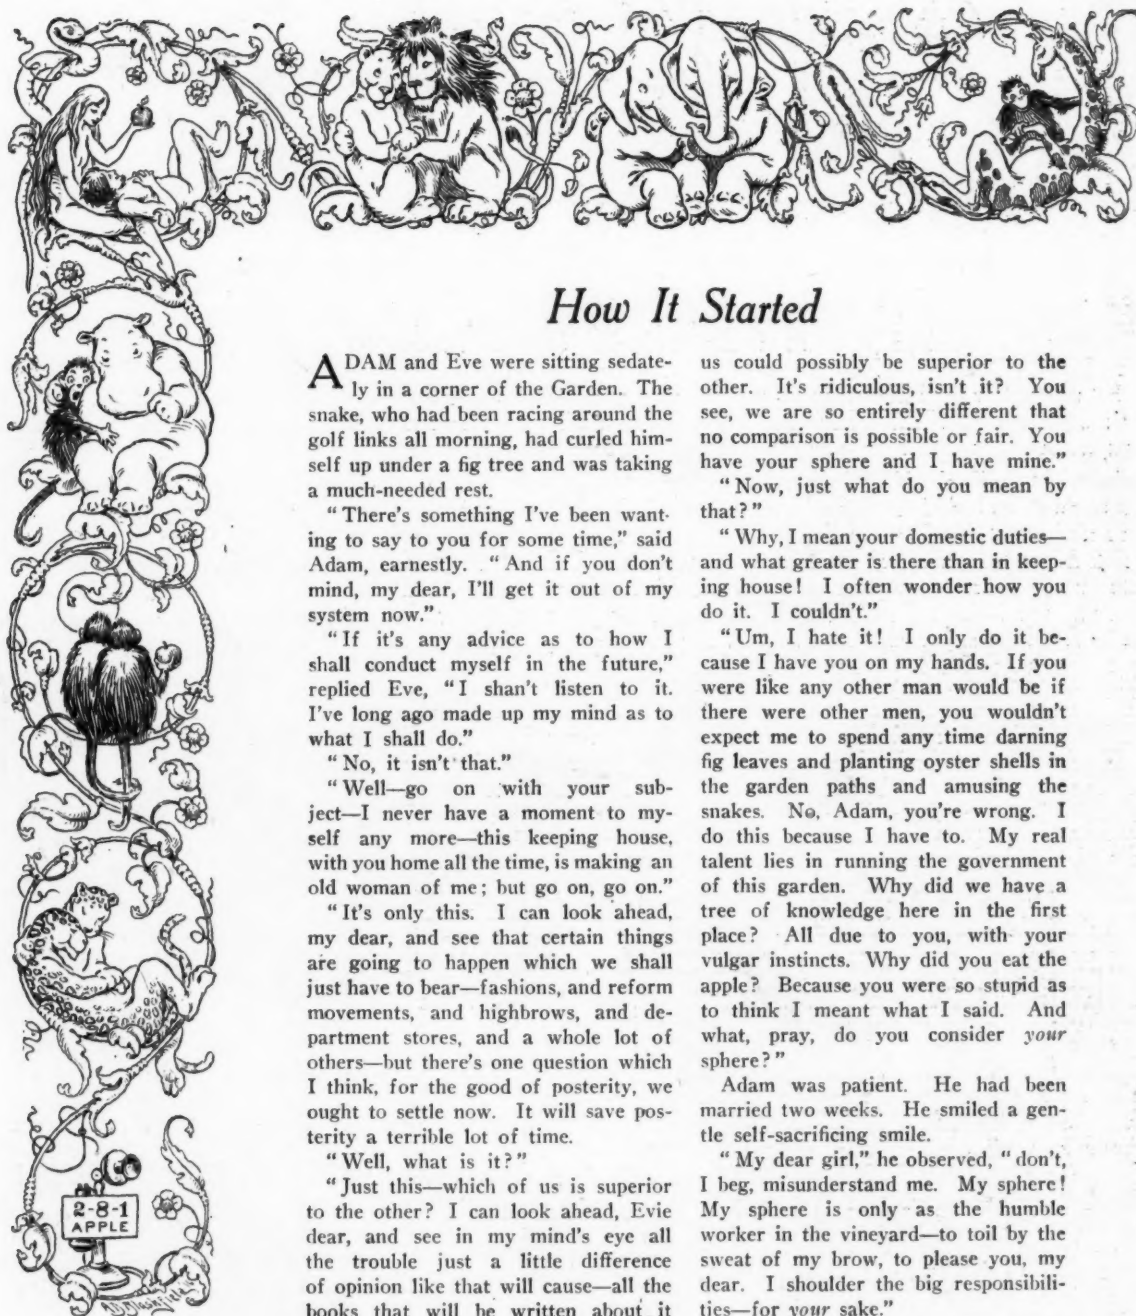 How It Started
ADAM and Eve were sitting sedate-
ly in a corner of the Garden. The
snake, who had been racing around the
golf links all morning, had curled him-
self up under a fig tree and was taking
a much-needed rest.
"There's something I've been want-
ing to say to you for some time," said
Adam, earnestly. "And if you don't
mind, my dear, I'll get it out of my
system now."
"If it's any advice as to how I
shall conduct myself in the future,"
replied Eve, "I shan't listen to it.
I've long ago made up my mind as to
what I shall do."
"No, it isn't that."
"Well—go on with your sub-
ject—I never have a moment to my-
self any more—this keeping house,
with you home all the time, is making an
old woman of me; but go on, go on."
"It's only this. I can look ahead,
my dear, and see that certain things
are going to happen which we shall
just have to bear—fashions, and reform
movements, and highbrows, and de-
partment stores, and a whole lot of
others—but there's one question which
I think, for the good of posterity, we
ought to settle now. It will save pos-
terity a terrible lot of time.
"Well, what is it?"
"Just this—which of us is superior
to the other? I can look ahead, Evie
dear, and see in my mind's eye all
the trouble just a little difference
of opinion like that will cause—all the
books that will be written about it
us could possibly be superior to the
other. It's ridiculous, isn't it? You
see, we are so entirely different that
no comparison is possible or fair. You
have your sphere and I have mine."
"Now, just what do you mean by
that?"
"Why, I mean your domestic duties—
and what greater is there than in keep-
ing house! I often wonder how you
do it. I couldn't."
"Um, I hate it! I only do it be-
cause I have you on my hands. If you
were like any other man would be if
there were other men, you wouldn't
expect me to spend any time darning
fig leaves and planting oyster shells in
the garden paths and amusing the
snakes. No, Adam, you're wrong. I
do this because I have to. My real
talent lies in running the government
of this garden. Why did we have a
tree of knowledge here in the first
place? All due to you, with your
vulgar instincts. Why did you eat the
apple? Because you were so stupid as
to think I meant what I said. And
what, pray, do you consider your
sphere?"
Adam was patient. He had been
married two weeks. He smiled a gen-
tle self-sacrificing smile.
"My dear girl," he observed, "don't,
I beg, misunderstand me. My sphere!
My sphere is only as the humble
worker in the vineyard—to toil by the
sweat of my brow, to please you, my
dear. I shoulder the big responsibili-
ties—for your sake."
2-8-1
APPLE